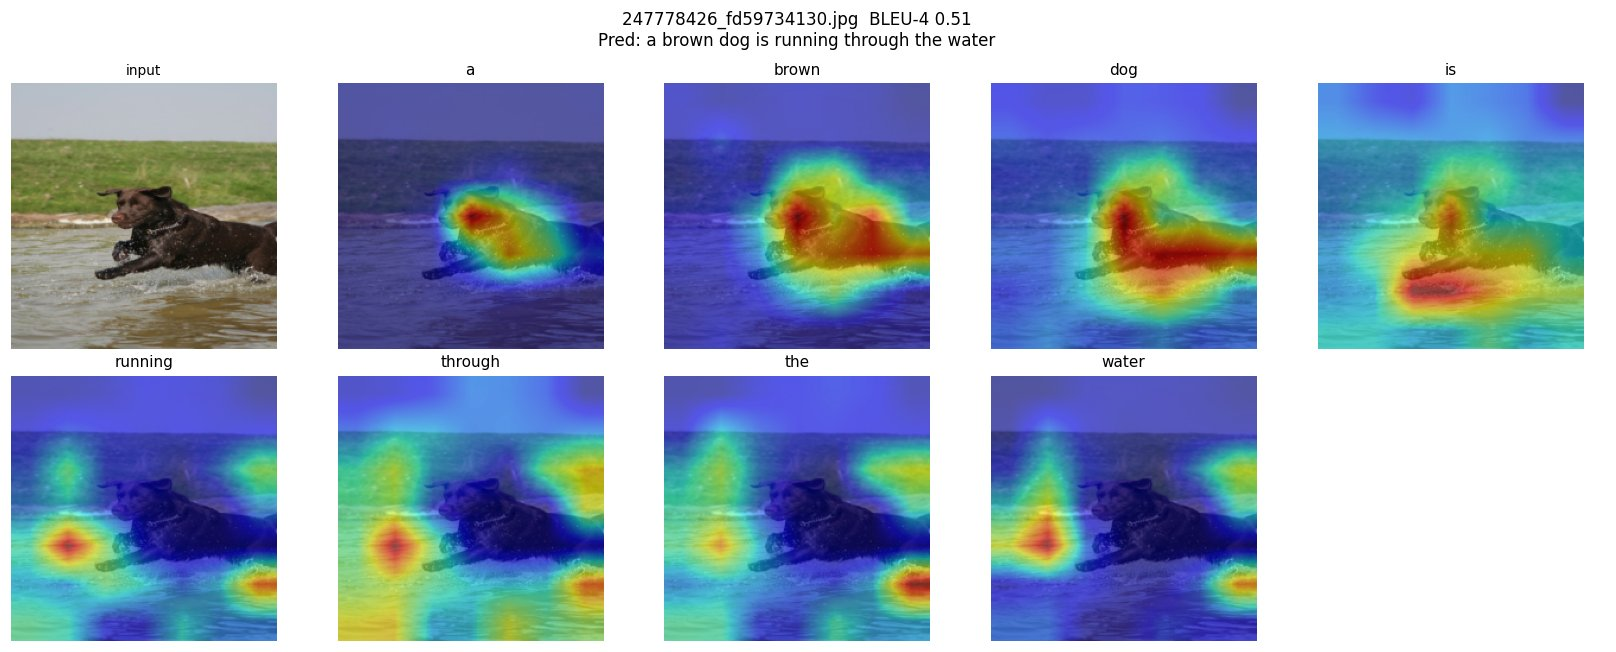 247778426_fd59734130.jpg  BLEU-4 0.51
Pred: a brown dog is running through the water
input
a
brown
dog
is
running
through
the
water